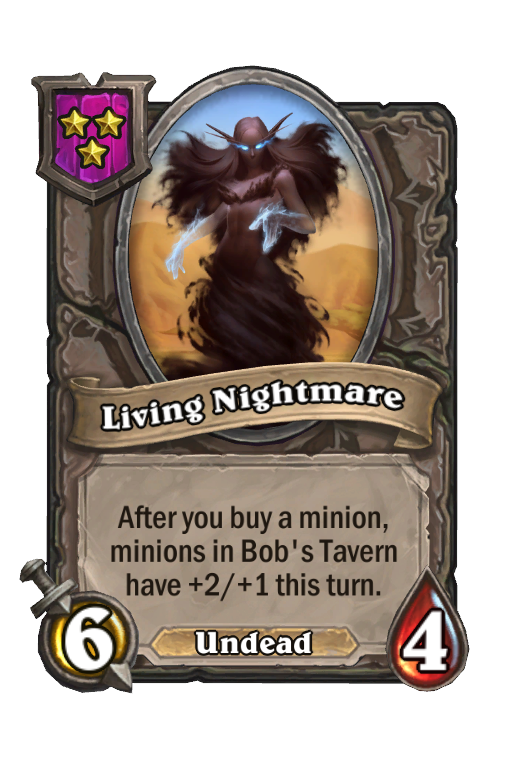 Living Nightmare
After you buy a minion,
minions in Bob's Tavern
have +2/+1 this turn.
6
Undead
4